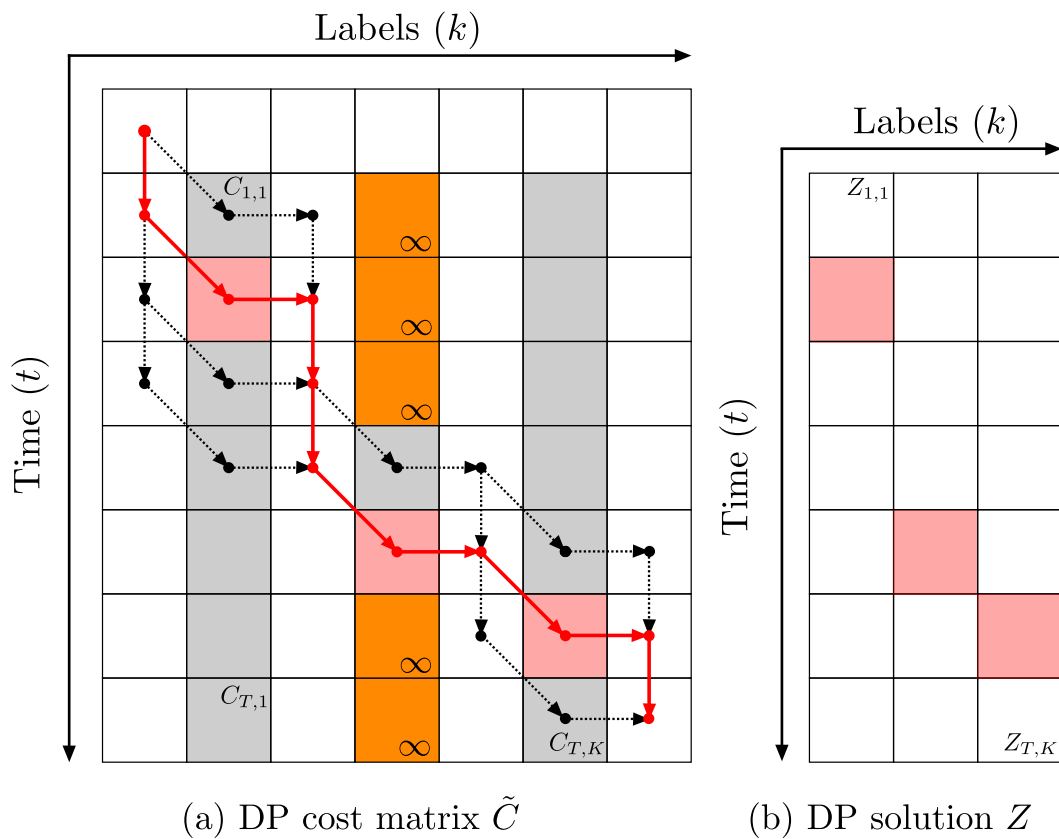 Labels (k)
Labels (k)
C_{1,1}
Z_{1,1}
∞
∞
∞
Time (t)
Time (t)
∞
C_{T,1}
∞
C_{T,K}
Z_{T,K}
(a) DP cost matrix C̃
(b) DP solution Z